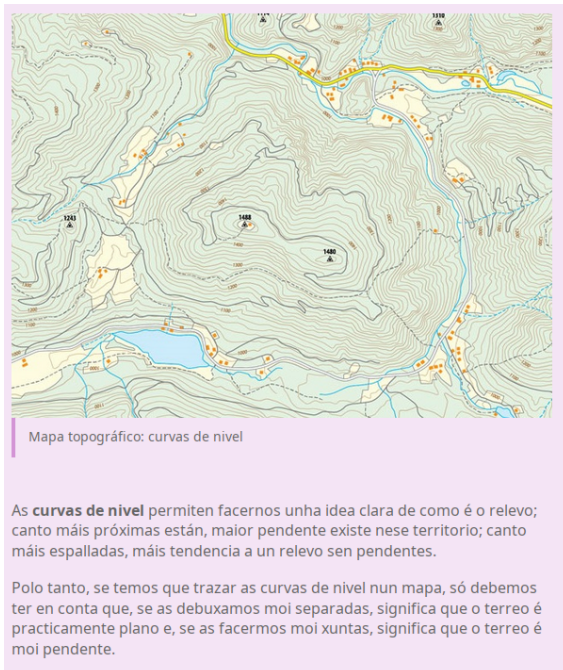 1310
1243
1488
1480
Mapa topográfico: curvas de nivel
As curvas de nivel permiten facernos unha idea clara de como é o relevo;
canto máis próximas están, maior pendente existe nese territorio; canto
máis espalladas, máis tendencia a un relevo sen pendentes.
Polo tanto, se temos que trazar as curvas de nivel nun mapa, só debemos
ter en conta que, se as debuxamos moi separadas, significa que o terreo é
practicamente plano e, se as facermos moi xuntas, significa que o terreo é
moi pendente.